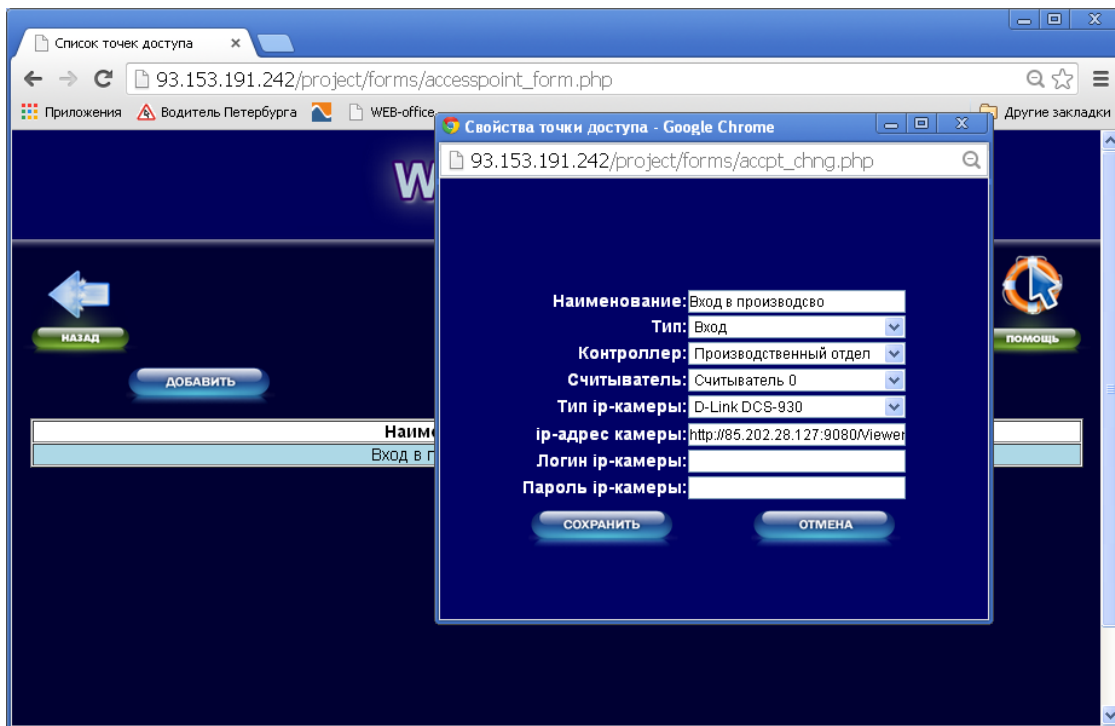 Список точек доступа
93.153.191.242/project/forms/accesspoint_form.php
Приложения Водитель Петербурга WEB-office Другие закладки
Свойства точки доступа - Google Chrome
93.153.191.242/project/forms/accpt_chng.php
W
НАЗАД
ПОМОЩЬ
ДОБАВИТЬ
Наим
Вход в п
Наименование: Вход в производсво
Тип: Вход
Контроллер: Производственный отдел
Считыватель: Считыватель 0
Тип ip-камеры: D-Link DCS-930
ip-адрес камеры: http://85.202.28.127:9080/Viewer
Логин ip-камеры:
Пароль ip-камеры:
СОХРАНИТЬ ОТМЕНА